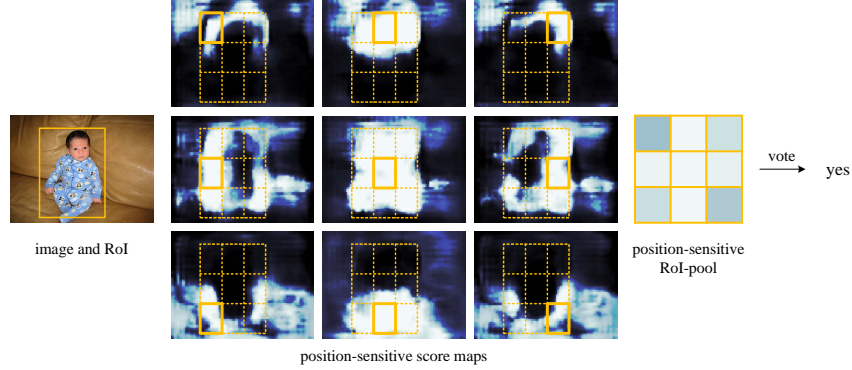 image and RoI
position-sensitive score maps
position-sensitive
RoI-pool
vote
yes